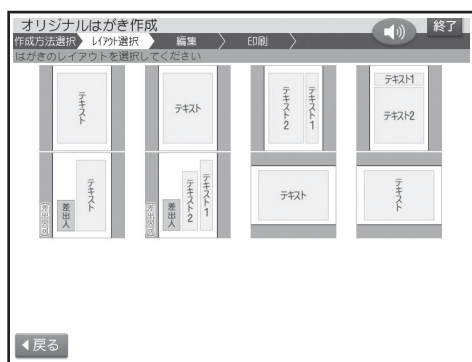 オリジナルはがき作成
終了
作成方法選択 ﾚｲｱｳﾄ選択 編集 印刷
はがきのレイアウトを選択してください
テキスト
テキスト
テキスト2
テキスト1
テキスト1
テキスト2
差出人
テキスト
差出人
テキスト2
テキスト1
テキスト
テキスト
戻る